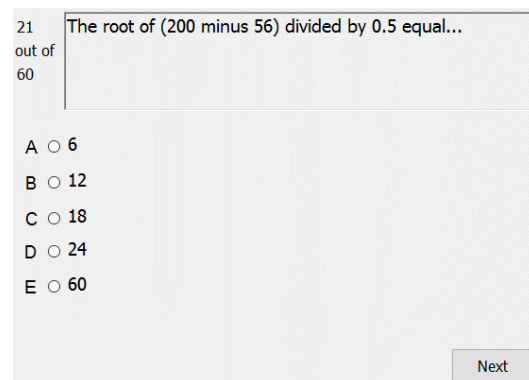 21
out of
60
The root of (200 minus 56) divided by 0.5 equal...
A 6
B 12
C 18
D 24
E 60
Next